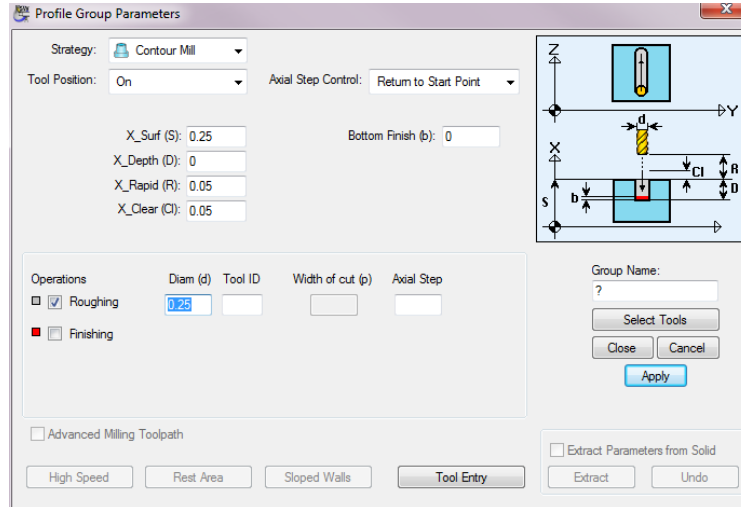 Profile Group Parameters
Strategy: Contour Mill
Tool Position: On Axial Step Control: Return to Start Point
X_Surf (S): 0.25 Bottom Finish (b): 0
X_Depth (D): 0
X_Rapid (R): 0.05
X_Clear (Cl): 0.05
Z
Y
d
X
Cl
R
D
S
b
Operations Diam (d) Tool ID Width of cut (p) Axial Step
Roughing 0.25
Finishing
Group Name:
?
Select Tools
Close Cancel
Apply
Advanced Milling Toolpath
High Speed Rest Area Sloped Walls Tool Entry
Extract Parameters from Solid
Extract Undo